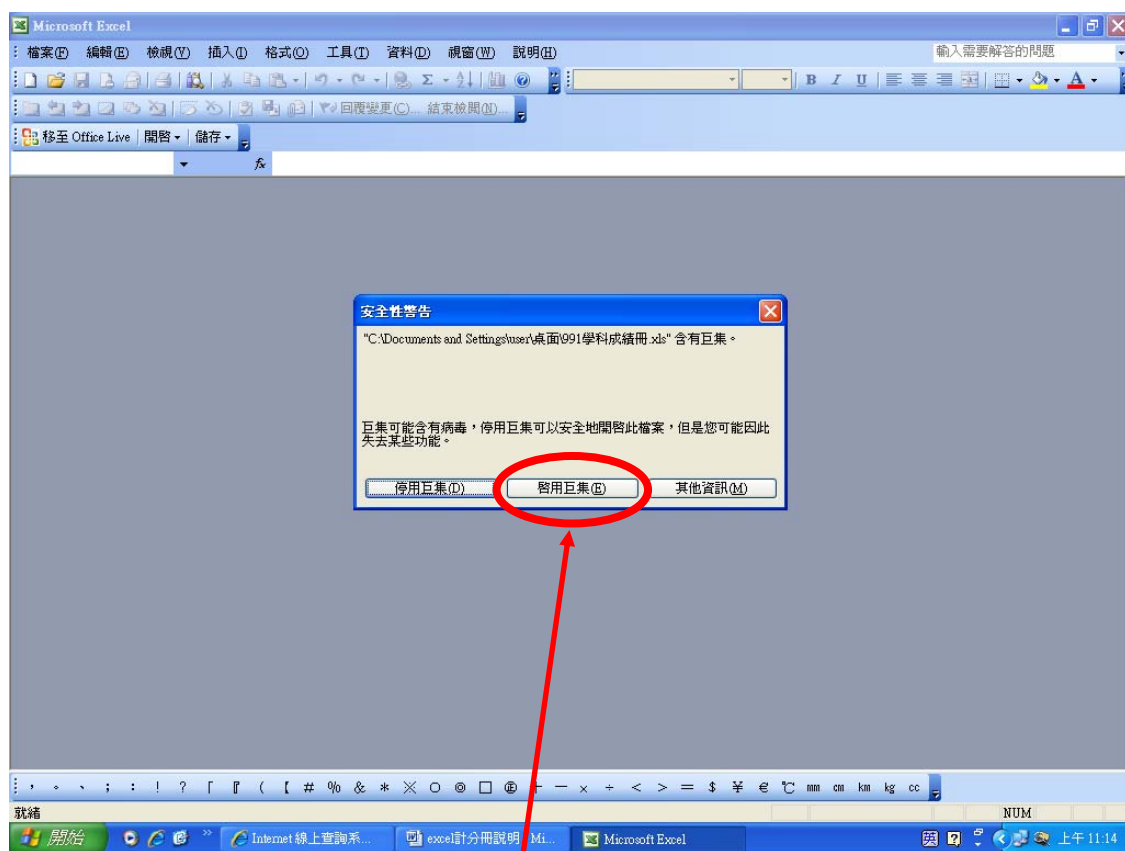 Microsoft Excel
檔案(F) 編輯(E) 檢視(V) 插入(I) 格式(O) 工具(T) 資料(D) 視窗(W) 說明(H) 輸入需要解答的問題
回覆變更(C)... 結束檢閱(N)...
移至 Office Live 開啓 儲存
fx
安全性警告
"C:\Documents and Settings\user\桌面\991學科成績冊.xls" 含有巨集。
巨集可能含有病毒，停用巨集可以安全地開啓此檔案，但是您可能因此
失去某些功能。
停用巨集(D) 啓用巨集(E) 其他資訊(M)
， 。 、 ； ： ！ ？ 「 『 （ 【 # % & * ※ ○ ◎ □ ＋ － × ÷ < > = $ ¥ € ℃ mm cm km kg cc
就緒 NUM
開始 Internet 線上查詢系... excel計分冊說明 - Mi... Microsoft Excel 英 上午 11:14